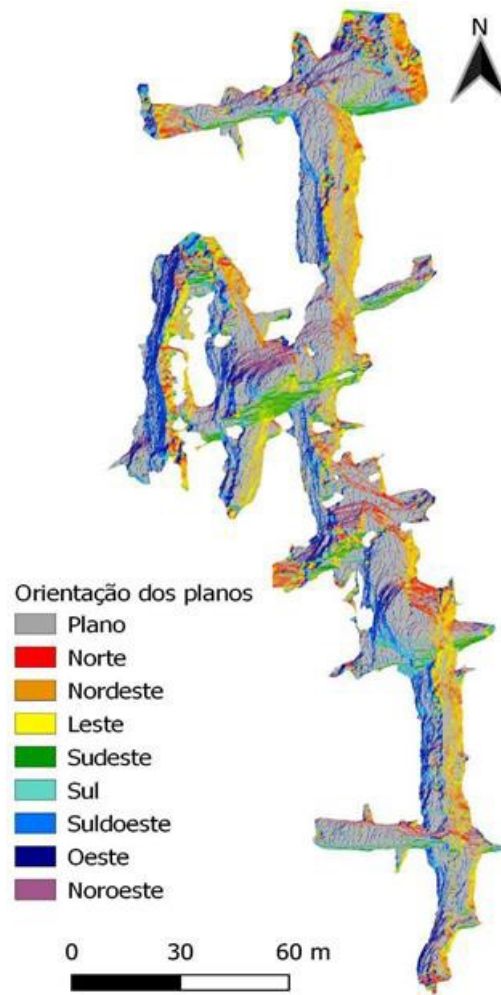 N
Orientação dos planos
Plano
Norte
Nordeste
Leste
Sudeste
Sul
Suldoeste
Oeste
Noroeste
0 30 60 m